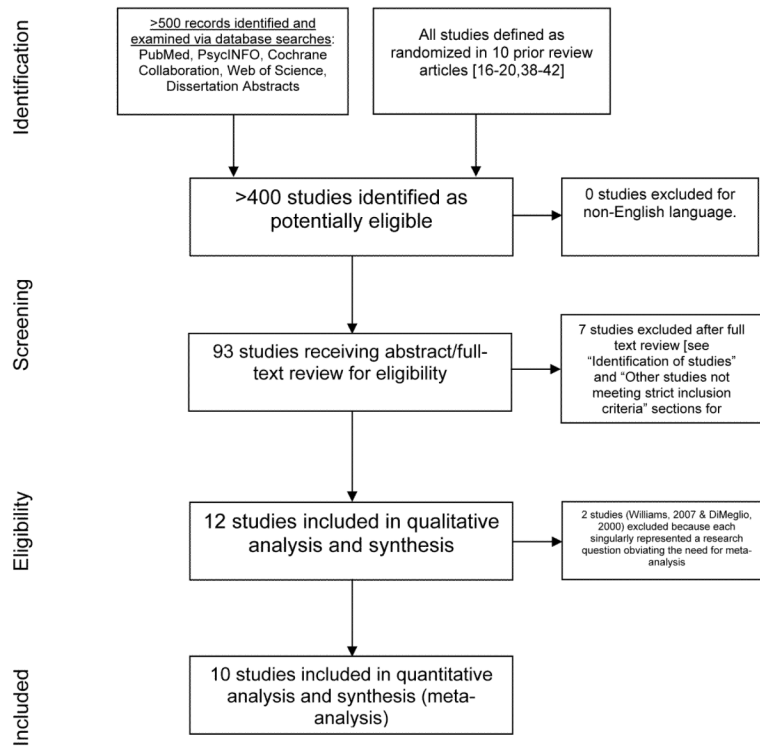 Identification
>500 records identified and
examined via database searches:
PubMed, PsycINFO, Cochrane
Collaboration, Web of Science,
Dissertation Abstracts
All studies defined as
randomized in 10 prior review
articles [16-20,38-42]
>400 studies identified as
potentially eligible
0 studies excluded for
non-English language.
Screening
93 studies receiving abstract/full-
text review for eligibility
7 studies excluded after full
text review [see
“Identification of studies”
and “Other studies not
meeting strict inclusion
criteria” sections for
Eligibility
12 studies included in qualitative
analysis and synthesis
2 studies (Williams, 2007 & DiMeglio,
2000) excluded because each
singularly represented a research
question obviating the need for meta-
analysis
Included
10 studies included in quantitative
analysis and synthesis (meta-
analysis)